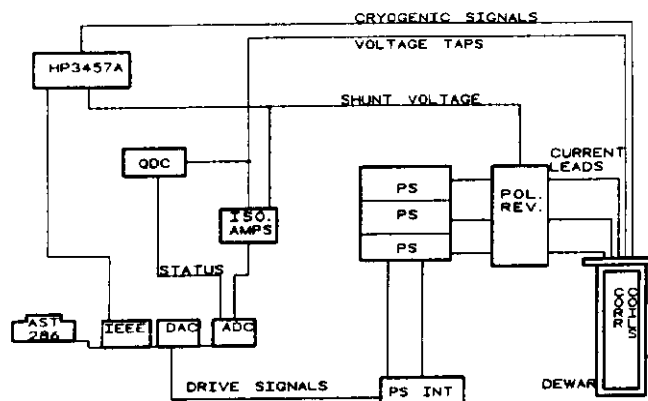 CRYOGENIC SIGNALS
VOLTAGE TAPS
HP3457A
SHUNT VOLTAGE
QDC
CURRENT
LEADS
PS
PS
PS
POL.
REV.
ISO.
AMPS
STATUS
AST
286
IEEE
DAC
ADC
CORR
COILS
DRIVE SIGNALS
PS INT
DEWAR